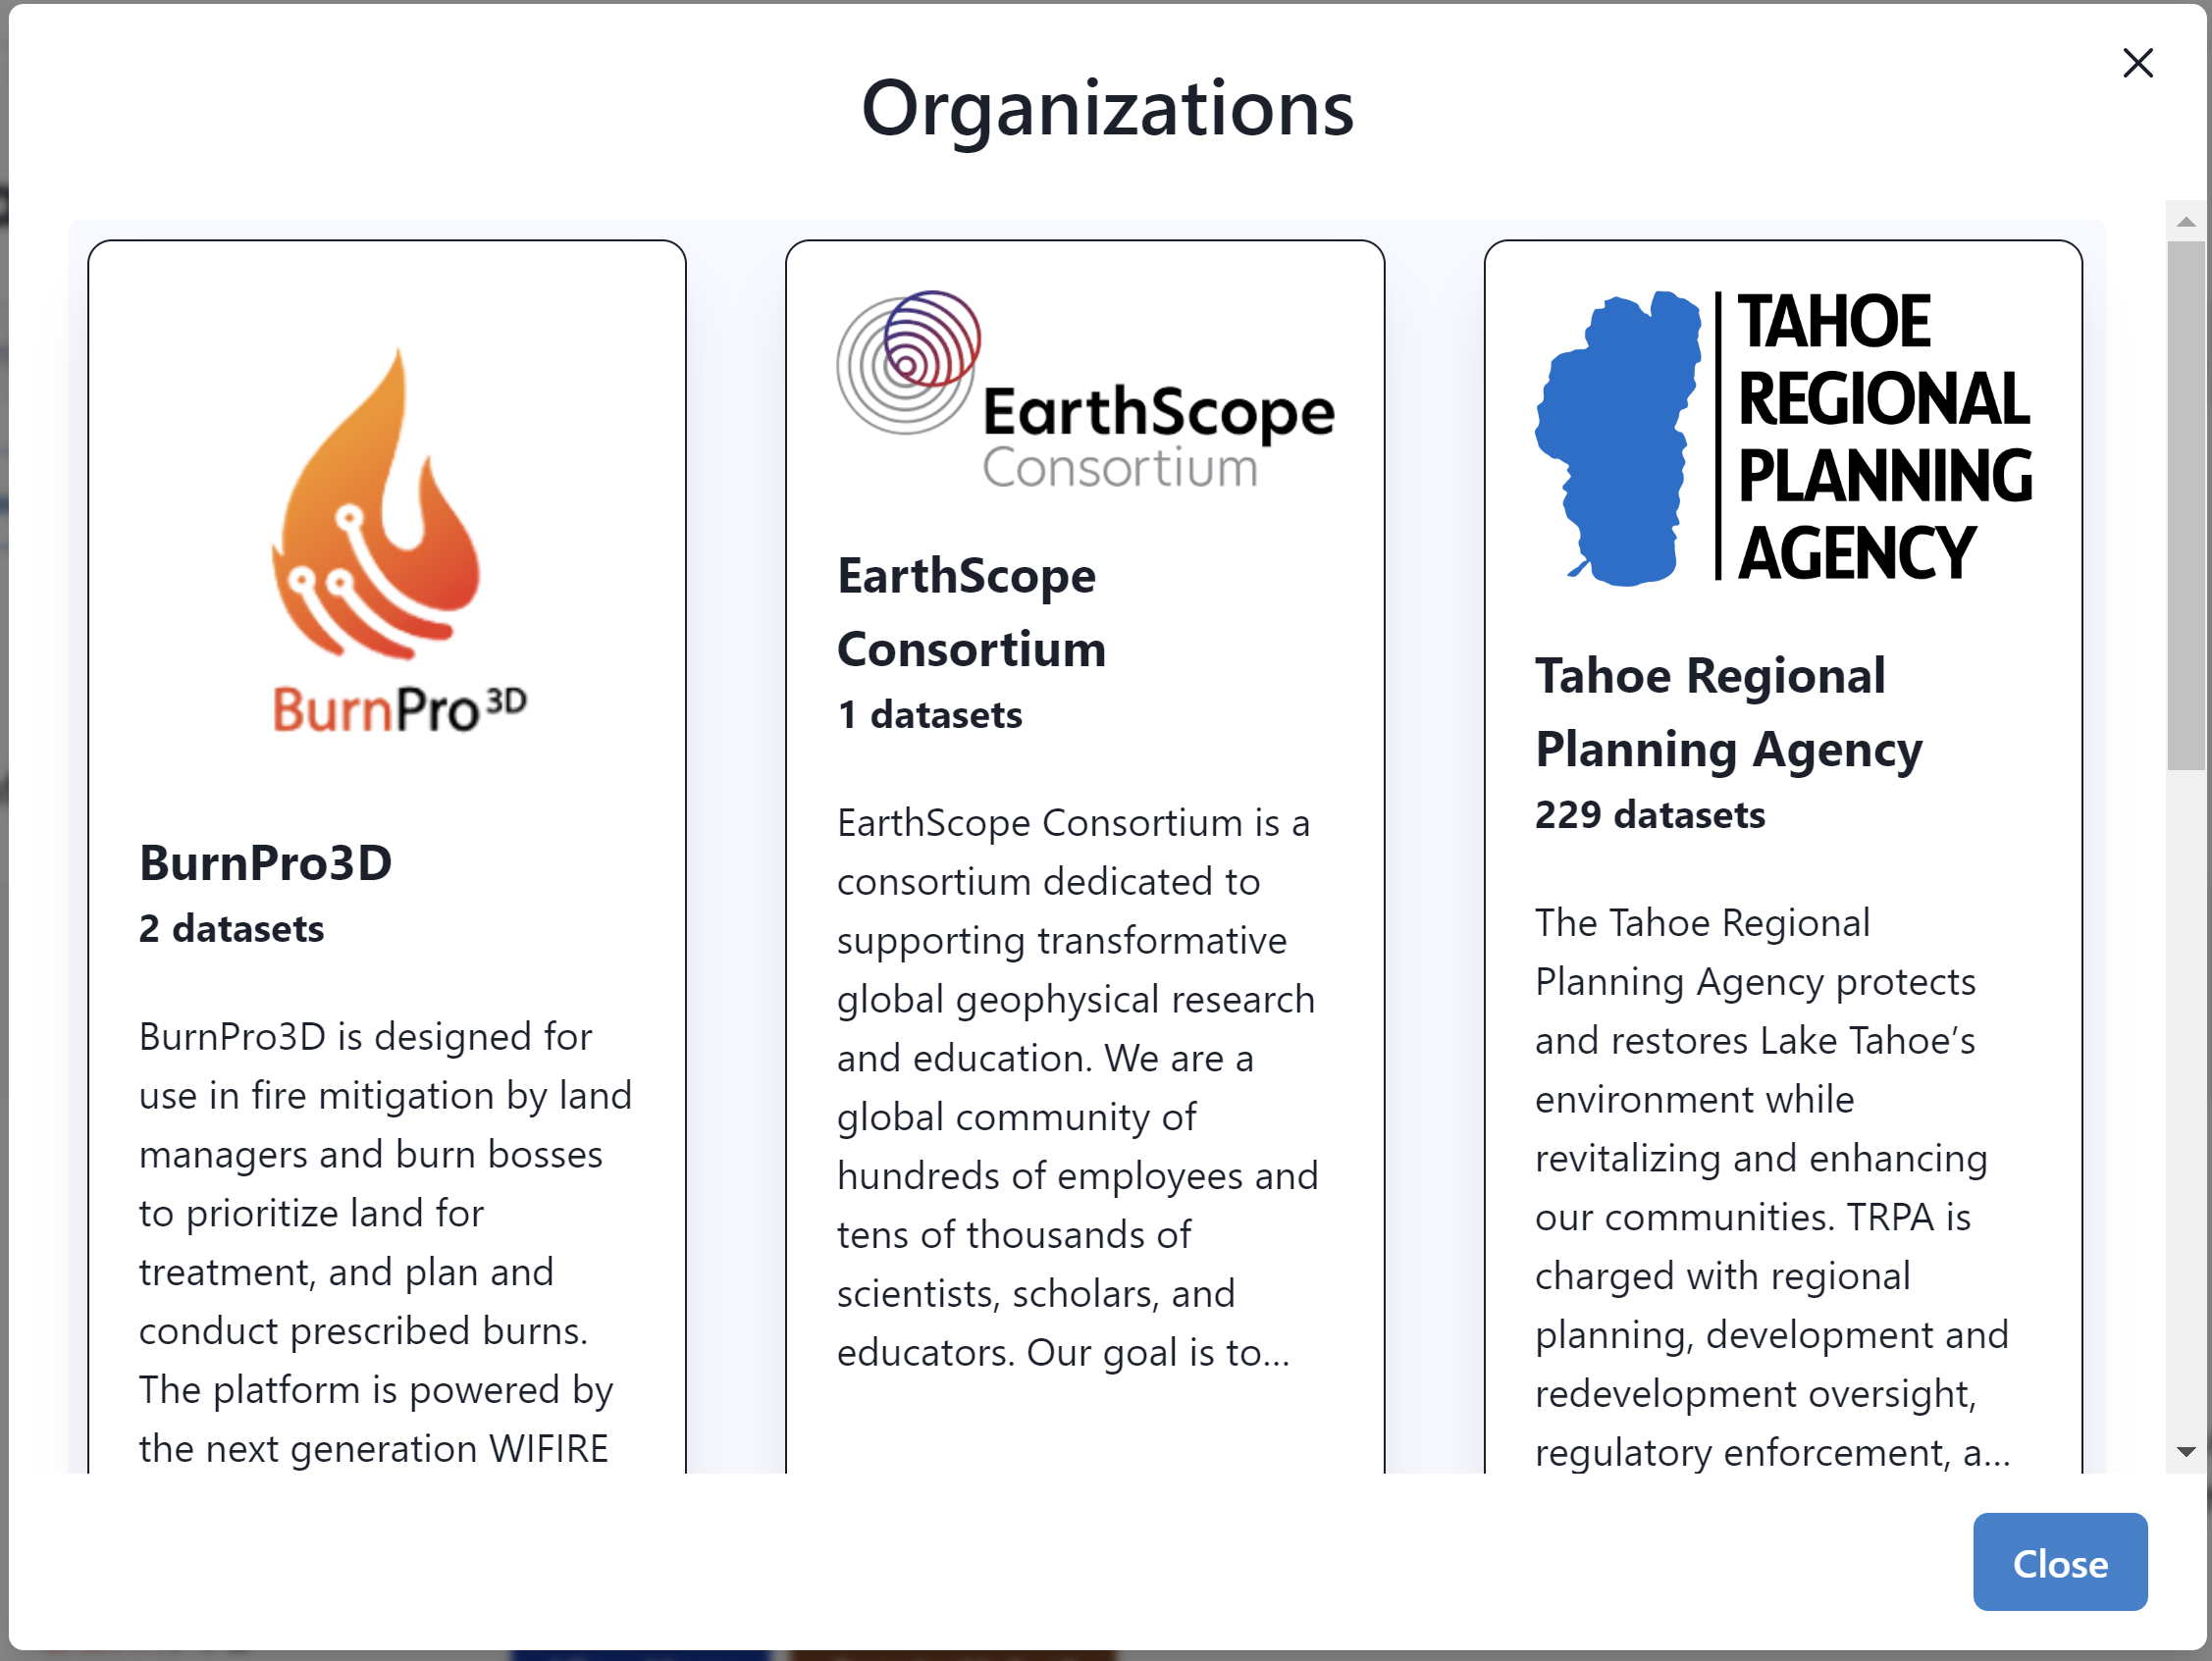 Organizations
BurnPro3D
BurnPro3D
2 datasets
BurnPro3D is designed for
use in fire mitigation by land
managers and burn bosses
to prioritize land for
treatment, and plan and
conduct prescribed burns.
The platform is powered by
the next generation WIFIRE
EarthScope
Consortium
EarthScope
Consortium
1 datasets
EarthScope Consortium is a
consortium dedicated to
supporting transformative
global geophysical research
and education. We are a
global community of
hundreds of employees and
tens of thousands of
scientists, scholars, and
educators. Our goal is to...
TAHOE
REGIONAL
PLANNING
AGENCY
Tahoe Regional
Planning Agency
229 datasets
The Tahoe Regional
Planning Agency protects
and restores Lake Tahoe’s
environment while
revitalizing and enhancing
our communities. TRPA is
charged with regional
planning, development and
redevelopment oversight,
regulatory enforcement, a...
Close